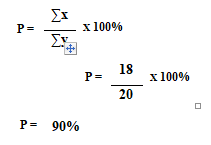 ∑x
P = ――― x 100%
∑y
18
P = ――― x 100%
20
P = 90%